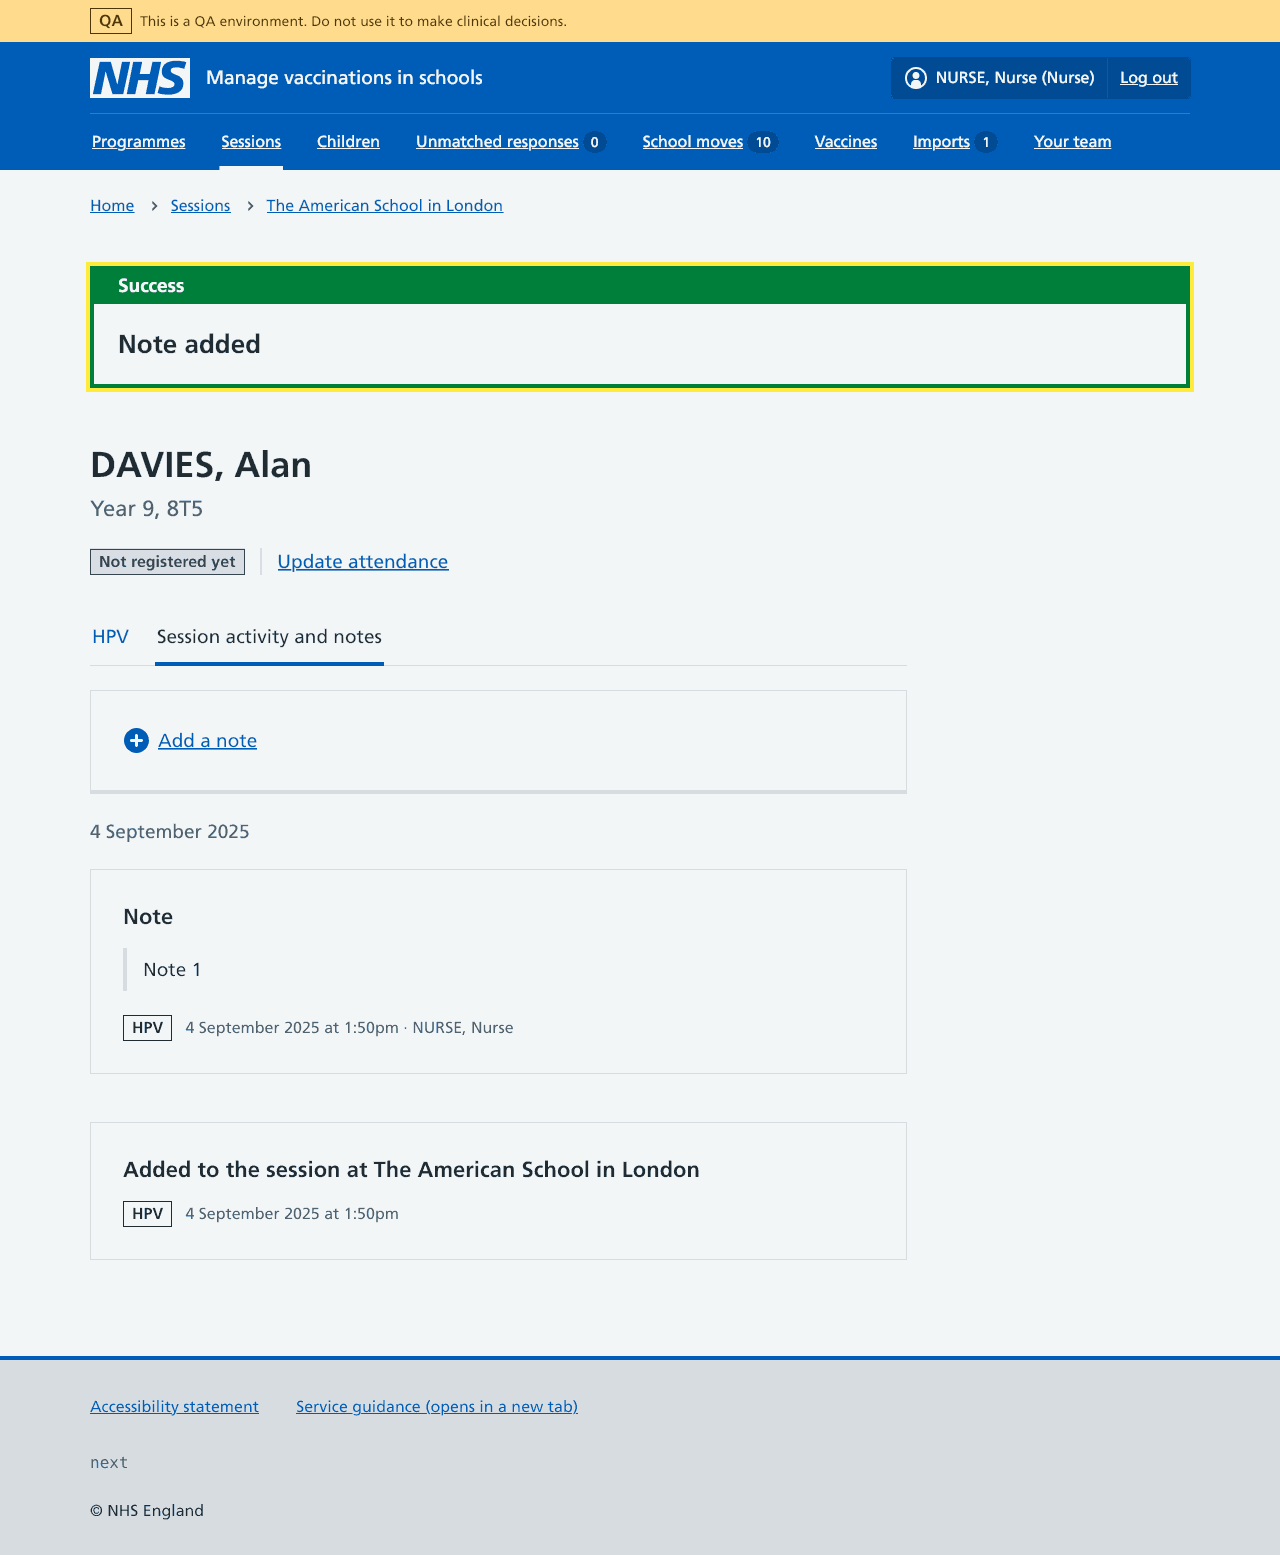 QA This is a QA environment. Do not use it to make clinical decisions.
NHS Manage vaccinations in schools NURSE, Nurse (Nurse) Log out
Programmes Sessions Children Unmatched responses 0 School moves 10 Vaccines Imports 1 Your team
Home Sessions The American School in London
Success
Note added
DAVIES, Alan
Year 9, 8T5
Not registered yet Update attendance
HPV Session activity and notes
Add a note
4 September 2025
Note
Note 1
HPV 4 September 2025 at 1:50pm · NURSE, Nurse
Added to the session at The American School in London
HPV 4 September 2025 at 1:50pm
Accessibility statement Service guidance (opens in a new tab)
next
© NHS England